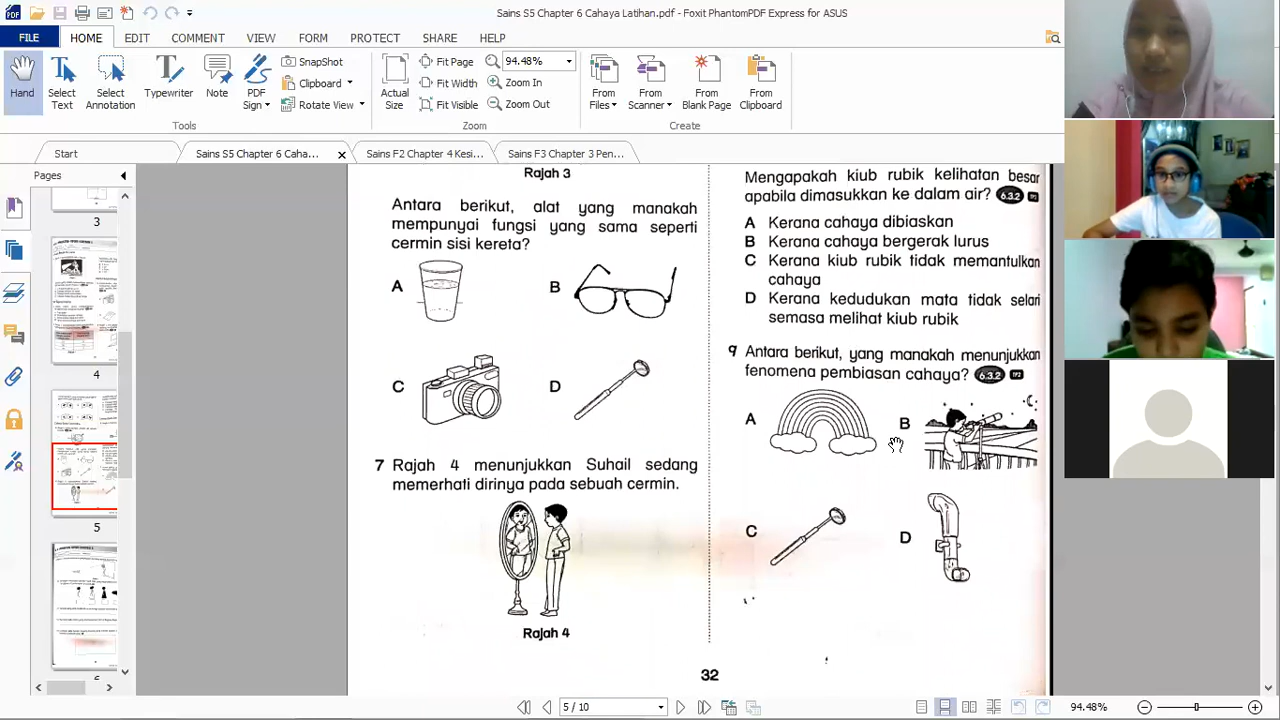 Sains S5 Chapter 6 Cahaya Latihan.pdf - Foxit PhantomPDF Express for ASUS
FILE
HOME
EDIT
COMMENT
VIEW
FORM
PROTECT
SHARE
HELP
Hand
Select
Text
Select
Annotation
Typewriter
Note
PDF
Sign
SnapShot
Clipboard
Rotate View
Tools
Actual
Size
Fit Page
Fit Width
Fit Visible
94.48%
Zoom In
Zoom Out
Zoom
From
Files
From
Scanner
From
Blank Page
From
Clipboard
Create
Start
Sains S5 Chapter 6 Caha...
Sains F2 Chapter 4 Kesi...
Sains F3 Chapter 3 Pen...
Pages
3
4
5
Rajah 3
Antara berikut, alat yang manakah
mempunyai fungsi yang sama seperti
cermin sisi kereta?
A
B
C
D
7 Rajah 4 menunjukkan Suhail sedang
memerhati dirinya pada sebuah cermin.
Rajah 4
Mengapakah kiub rubik kelihatan besar
apabila dimasukkan ke dalam air? 6.3.2
A Kerana cahaya dibiaskan
B Kerana cahaya bergerak lurus
C Kerana kiub rubik tidak memantulkan
cahaya
D Kerana kedudukan mata tidak selari
semasa melihat kiub rubik
9 Antara berikut, yang manakah menunjukkan
fenomena pembiasan cahaya? 6.3.2 TP2
A
B
C
D
32
5 / 10
94.48%